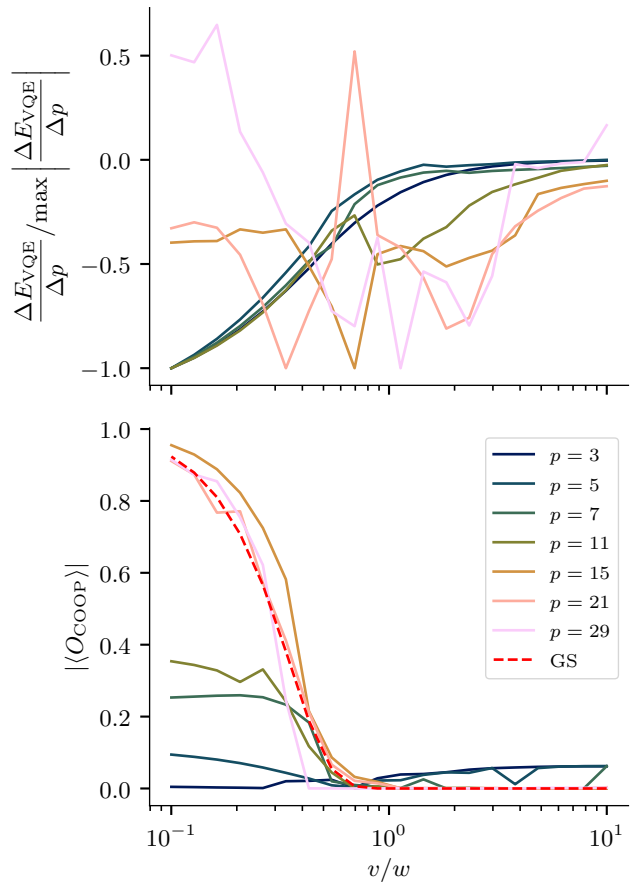 0.5
0.0
−0.5
−1.0
ΔE_VQE/Δp / max |ΔE_VQE/Δp|
1.0
0.8
0.6
0.4
0.2
0.0
|⟨O_COOP⟩|
p = 3
p = 5
p = 7
p = 11
p = 15
p = 21
p = 29
GS
10^−1
10^0
10^1
v/w